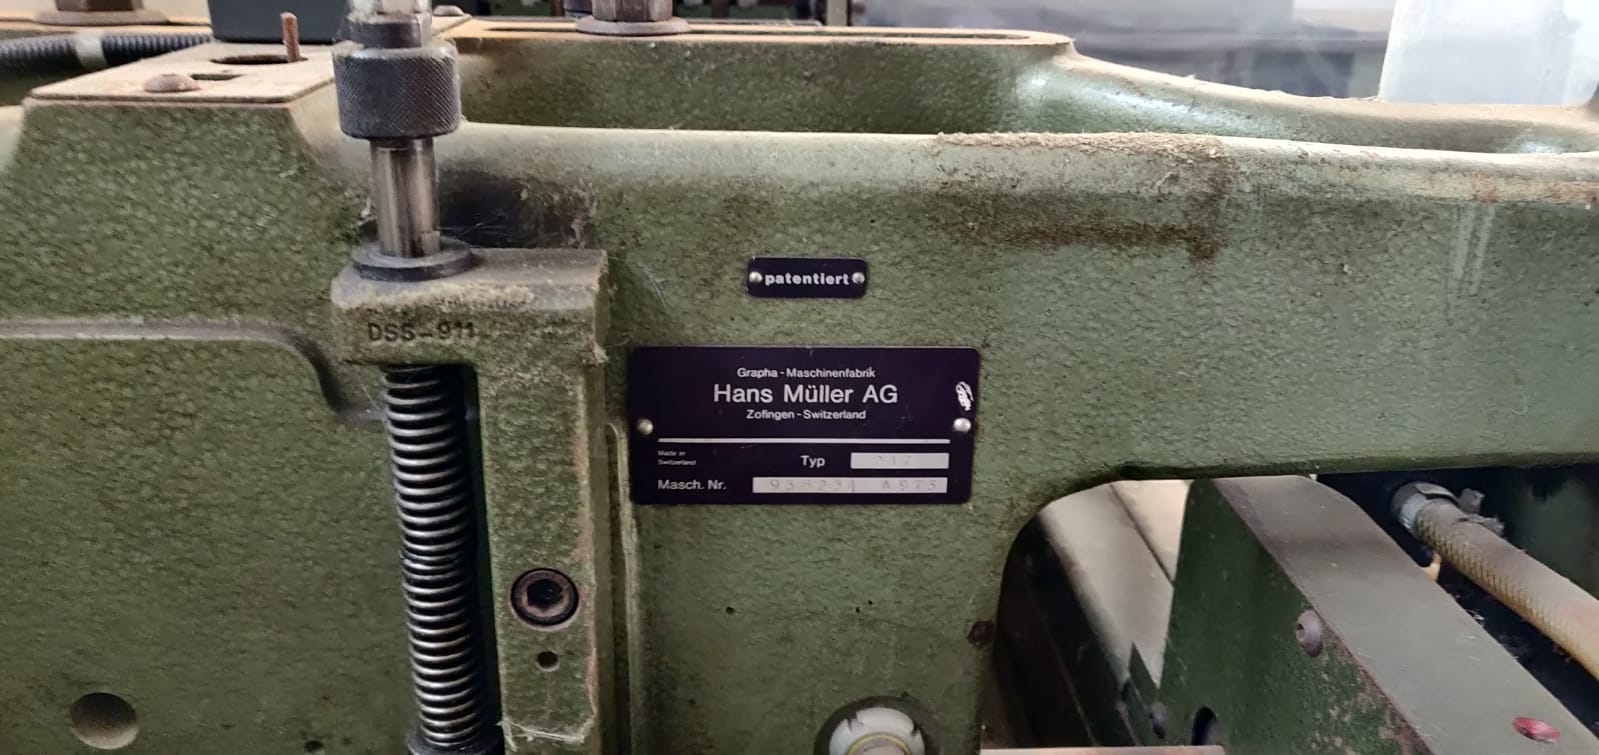 patentiert
DSS-911
Grapha - Maschinenfabrik
Hans Müller AG
Zofingen - Switzerland
Made in
Switzerland
Typ
Masch. Nr.